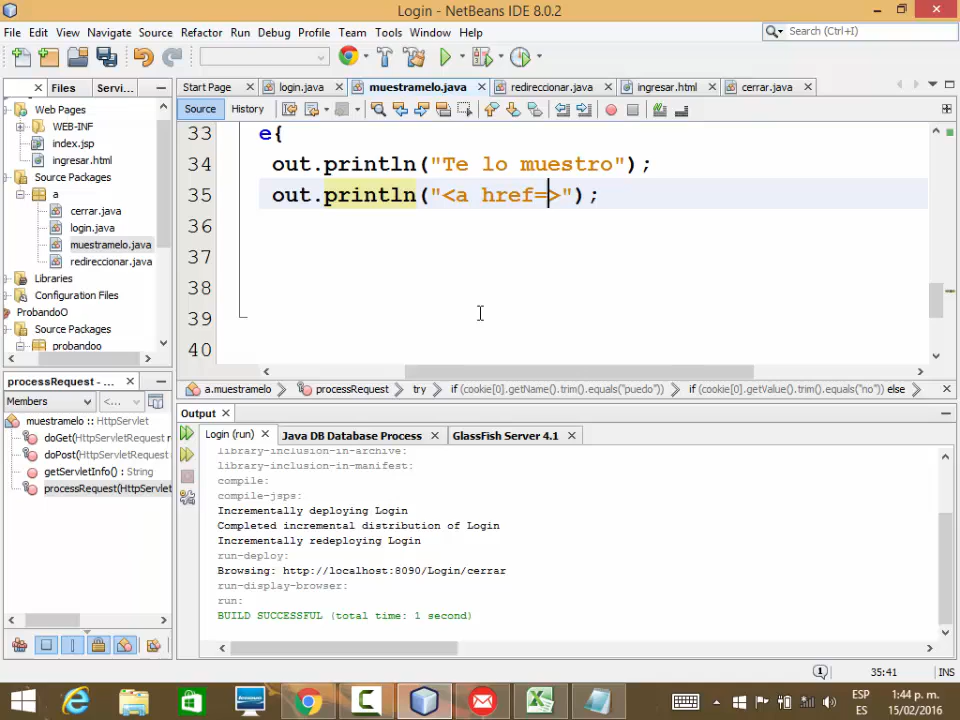 Login - NetBeans IDE 8.0.2
File Edit View Navigate Source Refactor Run Debug Profile Team Tools Window Help
Search (Ctrl+I)
Files Servi...
Start Page login.java muestramelo.java redireccionar.java ingresar.html cerrar.java
Source History
Web Pages
WEB-INF
index.jsp
ingresar.html
Source Packages
a
cerrar.java
login.java
muestramelo.java
redireccionar.java
Libraries
Configuration Files
ProbandoO
Source Packages
probandoo
33 e{
34 out.println("Te lo muestro");
35 out.println("<a href=>");
36
37
38
39
40
a.muestramelo processRequest try if (cookie[0].getName().trim().equals("puedo")) if (cookie[0].getValue().trim().equals("no")) else
processRequest - ...
Members <...
muestramelo :: HttpServlet
doGet(HttpServletRequest r
doPost(HttpServletRequest
getServletInfo() : String
processRequest(HttpServlet
Output
Login (run) Java DB Database Process GlassFish Server 4.1
library-inclusion-in-archive:
library-inclusion-in-manifest:
compile:
compile-jsps:
Incrementally deploying Login
Completed incremental distribution of Login
Incrementally redeploying Login
run-deploy:
Browsing: http://localhost:8090/Login/cerrar
run-display-browser:
run:
BUILD SUCCESSFUL (total time: 1 second)
1 35:41 INS
ESP
ES
1:44 p. m.
15/02/2016